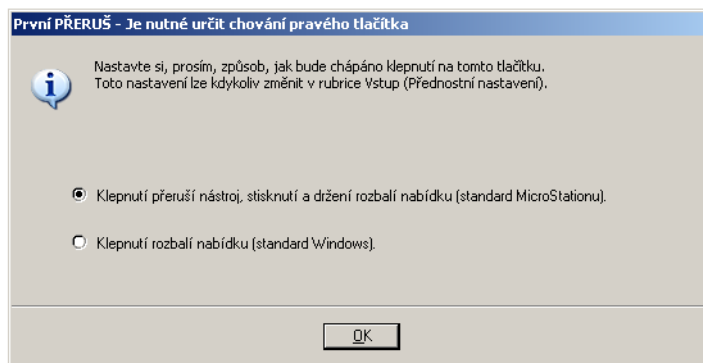 První PŘERUŠ - Je nutné určit chování pravého tlačítka
Nastavte si, prosím, způsob, jak bude chápáno klepnutí na tomto tlačítku.
Toto nastavení lze kdykoliv změnit v rubrice Vstup (Přednostní nastavení).
Klepnutí přeruší nástroj, stisknutí a držení rozbalí nabídku (standard MicroStationu).
Klepnutí rozbalí nabídku (standard Windows).
OK